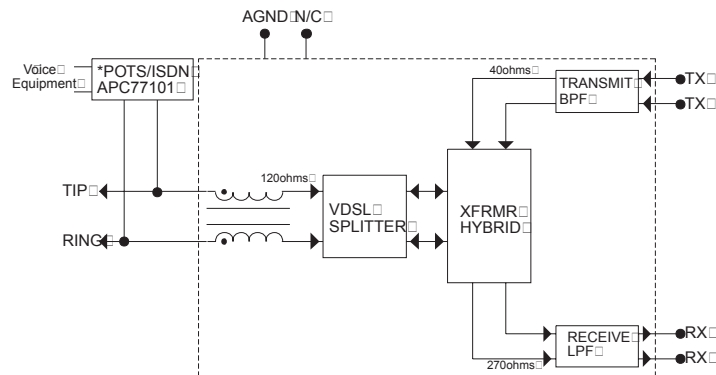 AGND N/C
Voice
Equipment
*POTS/ISDN
APC77101
40ohms
TRANSMIT
BPF
TX
TX
120ohms
TIP
VDSL
SPLITTER
XFRMR
HYBRID
RING
RECEIVE
LPF
RX
RX
270ohms